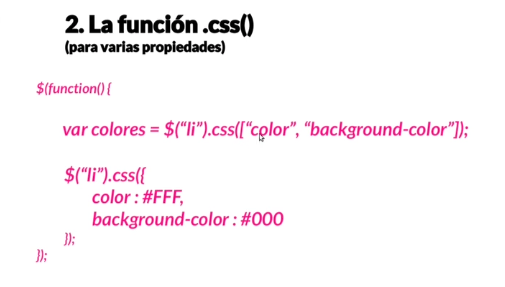 2. La función .css()
(para varias propiedades)
$(function() {
var colores = $(“li”).css([“color”, “background-color”]);
$(“li”).css({
color : #FFF,
background-color : #000
});
});